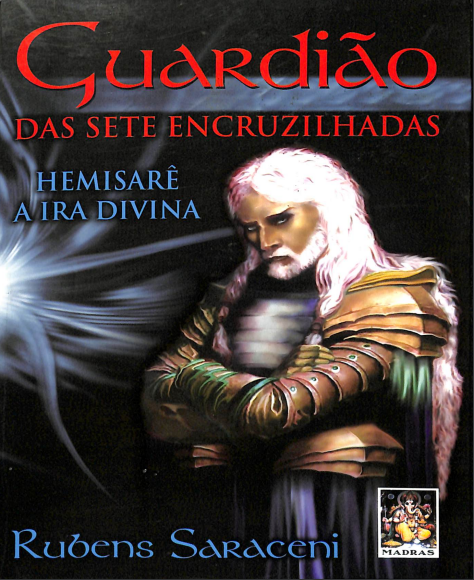 Guardião
DAS SETE ENCRUZILHADAS
HEMISARÊ
A IRA DIVINA
MADRAS
Rubens Saraceni